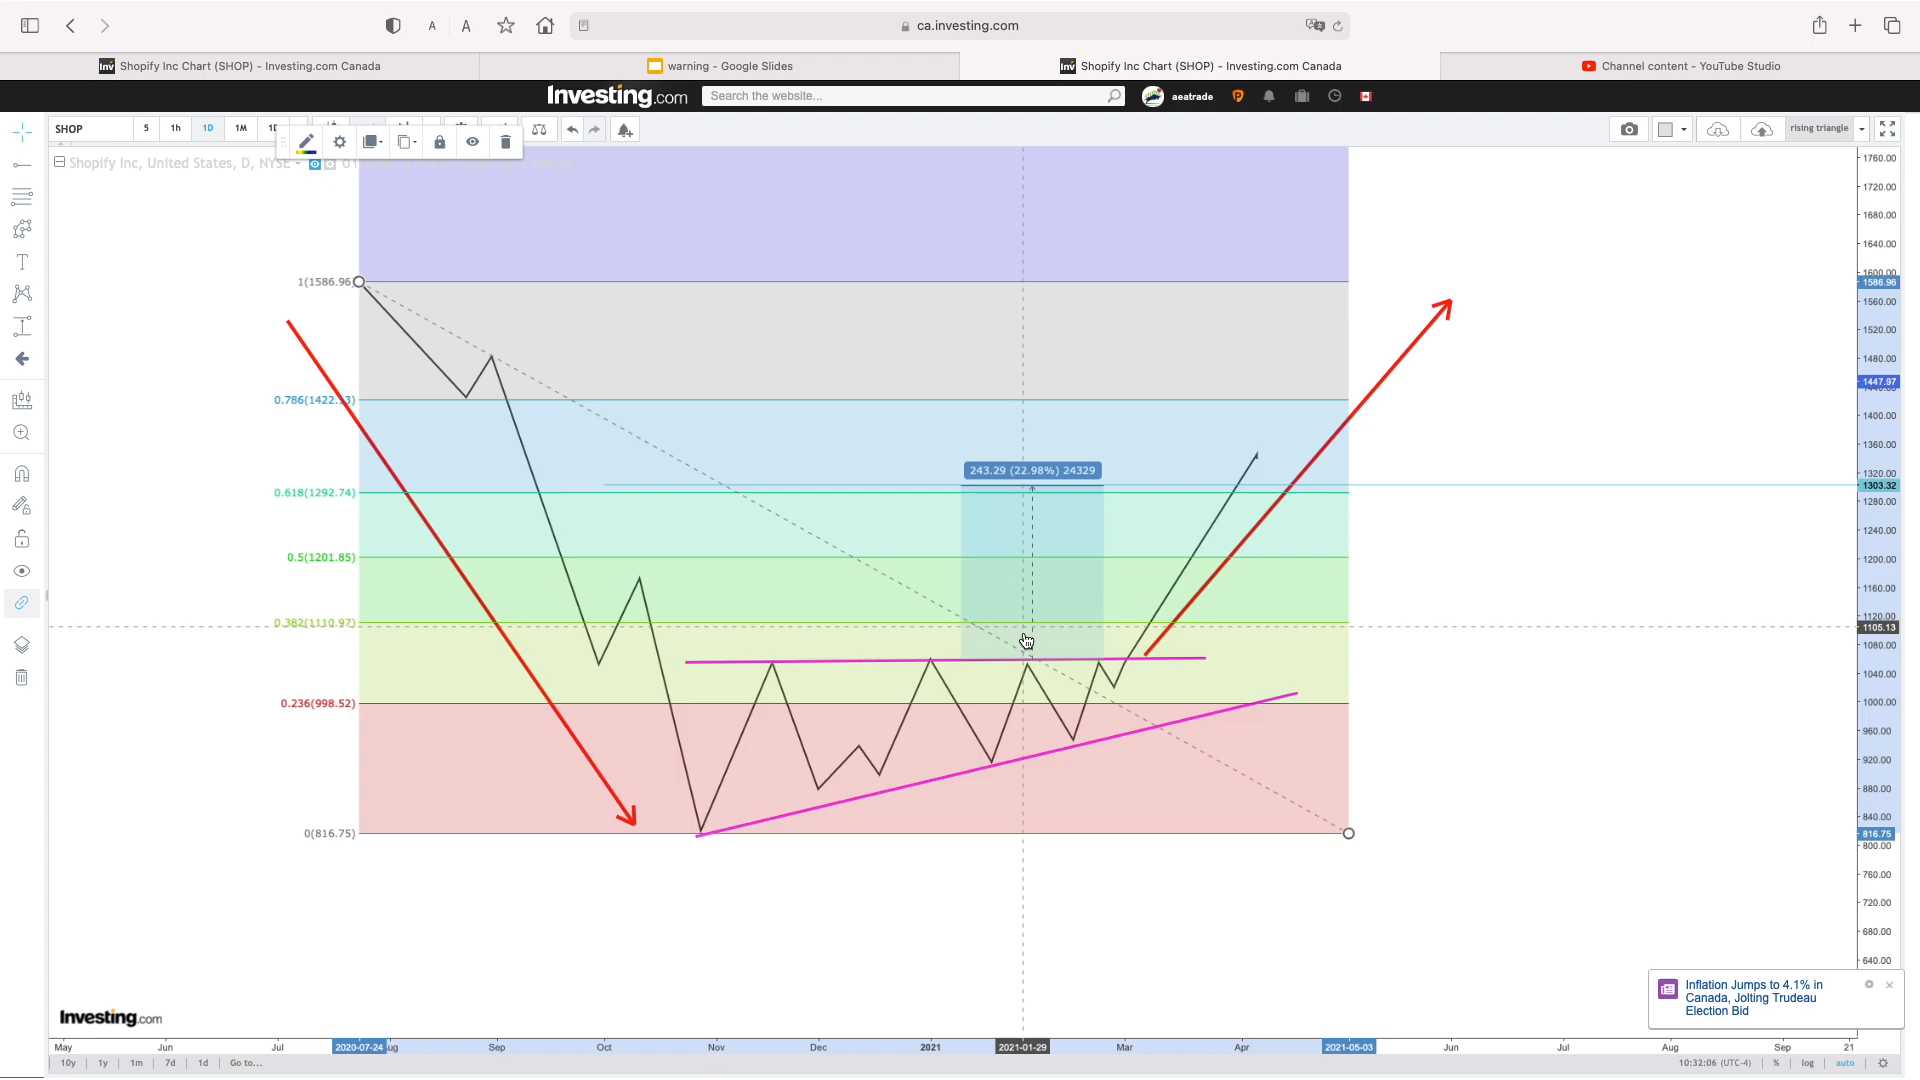 A A
ca.investing.com
Shopify Inc Chart (SHOP) - Investing.com Canada
warning - Google Slides
Shopify Inc Chart (SHOP) - Investing.com Canada
Channel content - YouTube Studio
Investing.com
Search the website...
aeatrade
SHOP
5 1h 1D 1M
rising triangle
Shopify Inc, United States, D, NYSE
1(1586.96)
0.786(1422.13)
0.618(1292.74)
0.5(1201.85)
0.382(1110.97)
0.236(998.52)
0(816.75)
243.29 (22.98%) 24329
1760.00
1720.00
1680.00
1640.00
1600.00
1586.96
1560.00
1520.00
1480.00
1447.97
1400.00
1360.00
1320.00
1303.32
1280.00
1240.00
1200.00
1160.00
1120.00
1105.13
1080.00
1040.00
1000.00
960.00
920.00
880.00
840.00
816.75
800.00
760.00
720.00
680.00
640.00
Inflation Jumps to 4.1% in
Canada, Jolting Trudeau
Election Bid
Investing.com
May Jun Jul 2020-07-24 ug Sep Oct Nov Dec 2021 2021-01-29 Mar Apr 2021-05-03 Jun Jul Aug Sep 21
10y 1y 1m 7d 1d Go to... 10:32:06 (UTC-4) % log auto